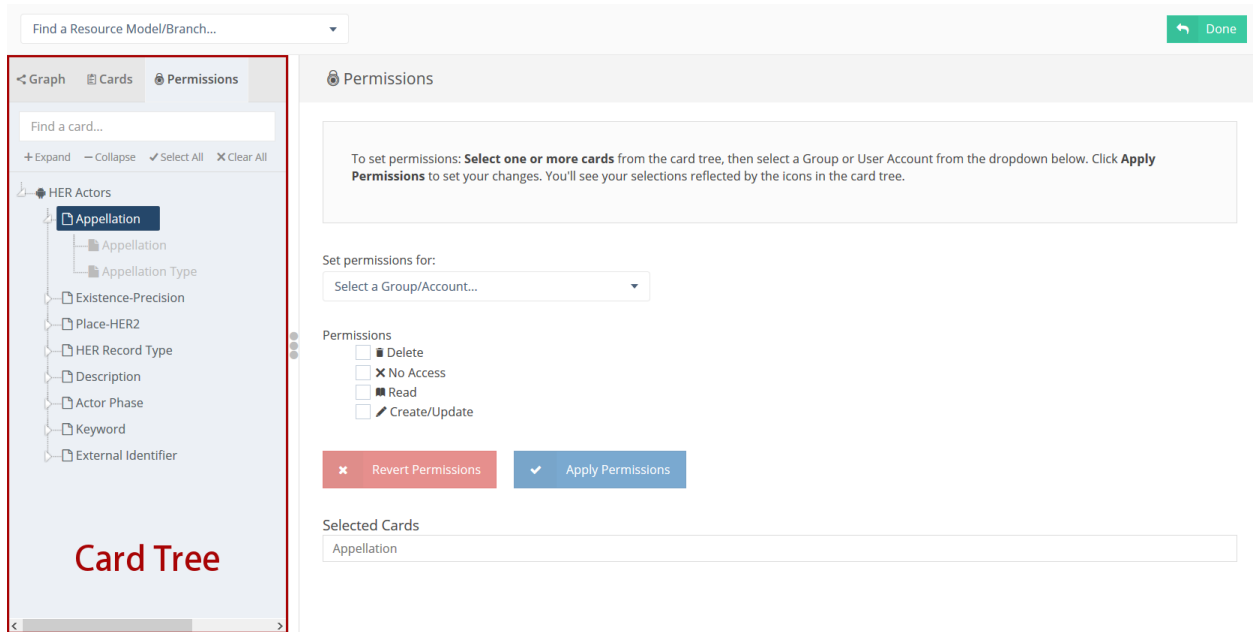 Find a Resource Model/Branch...
Done
Graph Cards Permissions
Find a card...
Expand Collapse Select All Clear All
HER Actors
Appellation
Appellation
Appellation Type
Existence-Precision
Place-HER2
HER Record Type
Description
Actor Phase
Keyword
External Identifier
Card Tree
Permissions
To set permissions: Select one or more cards from the card tree, then select a Group or User Account from the dropdown below. Click Apply
Permissions to set your changes. You'll see your selections reflected by the icons in the card tree.
Set permissions for:
Select a Group/Account...
Permissions
Delete
No Access
Read
Create/Update
Revert Permissions
Apply Permissions
Selected Cards
Appellation